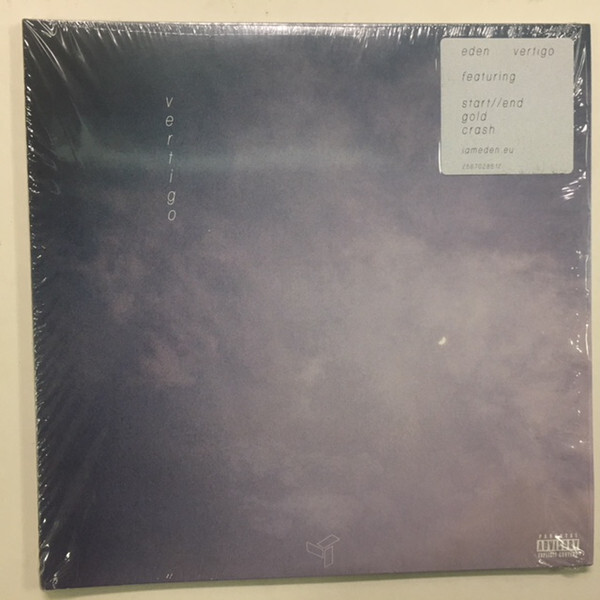 eden vertigo
featuring
start//end
gold
crash
iameden.eu
vertigo
PARENTAL
ADVISORY
EXPLICIT CONTENT